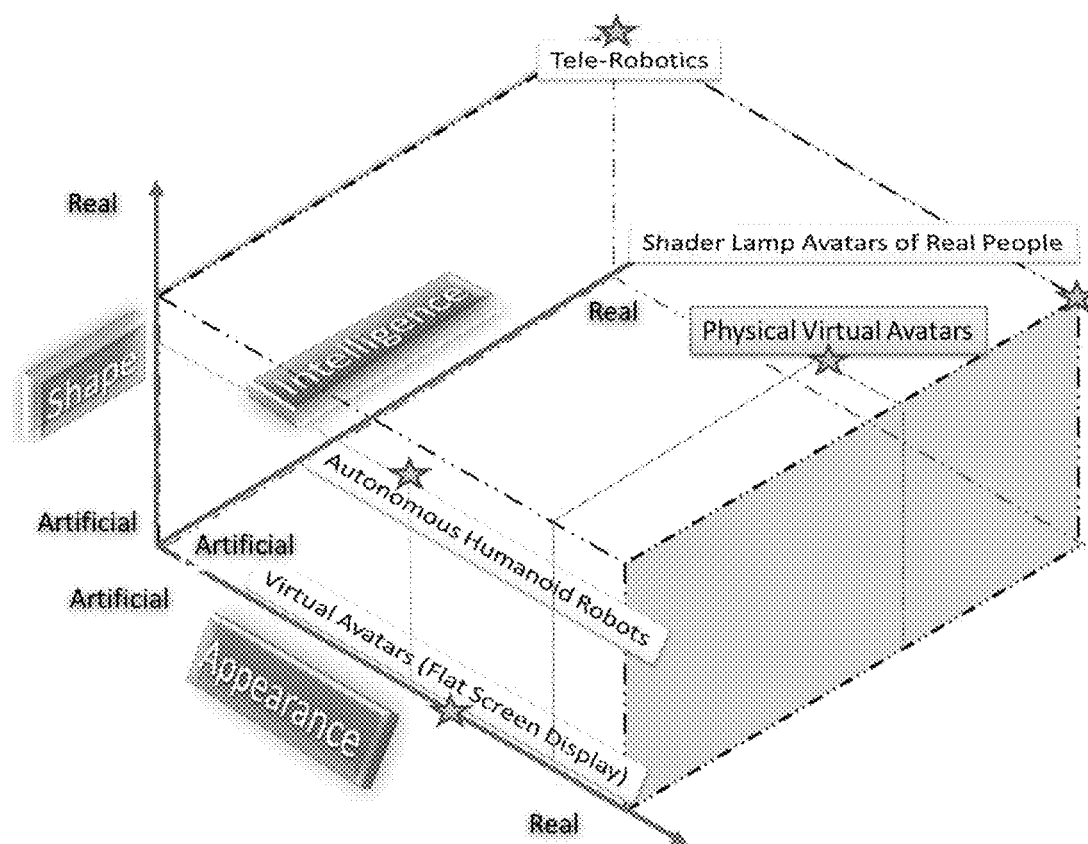 Tele-Robotics
Real
Shader Lamp Avatars of Real People
Real
Physical Virtual Avatars
Intelligence
Shape
Autonomous Humanoid Robots
Artificial
Artificial
Artificial
Virtual Avatars (Flat Screen Display)
Appearance
Real